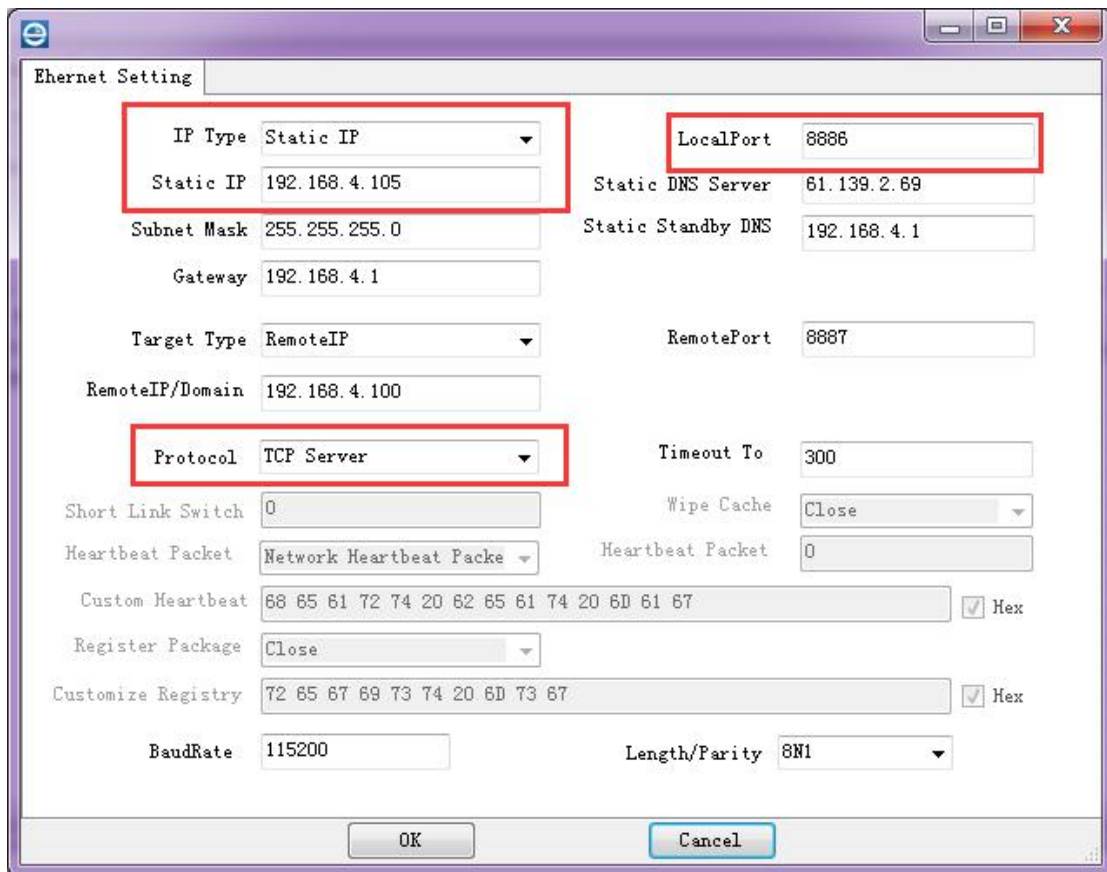 Ehernet Setting
IP Type Static IP LocalPort 8886
Static IP 192.168.4.105 Static DNS Server 61.139.2.69
Subnet Mask 255.255.255.0 Static Standby DNS 192.168.4.1
Gateway 192.168.4.1
Target Type RemoteIP RemotePort 8887
RemoteIP/Domain 192.168.4.100
Protocol TCP Server Timeout To 300
Short Link Switch 0 Wipe Cache Close
Heartbeat Packet Network Heartbeat Packe Heartbeat Packet 0
Custom Heartbeat 68 65 61 72 74 20 62 65 61 74 20 6D 61 67 Hex
Register Package Close
Customize Registry 72 65 67 69 73 74 20 6D 73 67 Hex
BaudRate 115200 Length/Parity 8N1
OK Cancel